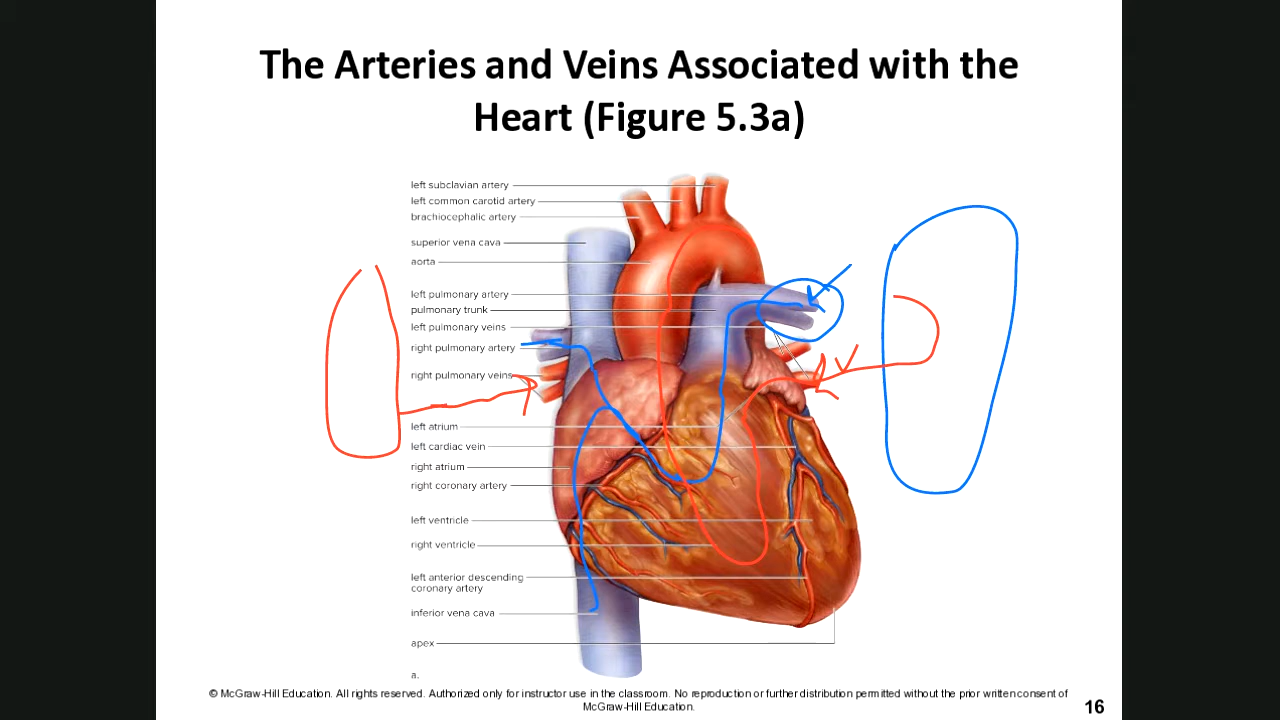 The Arteries and Veins Associated with the
Heart (Figure 5.3a)
left subclavian artery
left common carotid artery
brachiocephalic artery
superior vena cava
aorta
left pulmonary artery
pulmonary trunk
left pulmonary veins
right pulmonary artery
right pulmonary veins
left atrium
left cardiac vein
right atrium
right coronary artery
left ventricle
right ventricle
left anterior descending
coronary artery
inferior vena cava
apex
a.
© McGraw-Hill Education. All rights reserved. Authorized only for instructor use in the classroom. No reproduction or further distribution permitted without the prior written consent of
McGraw-Hill Education.
16